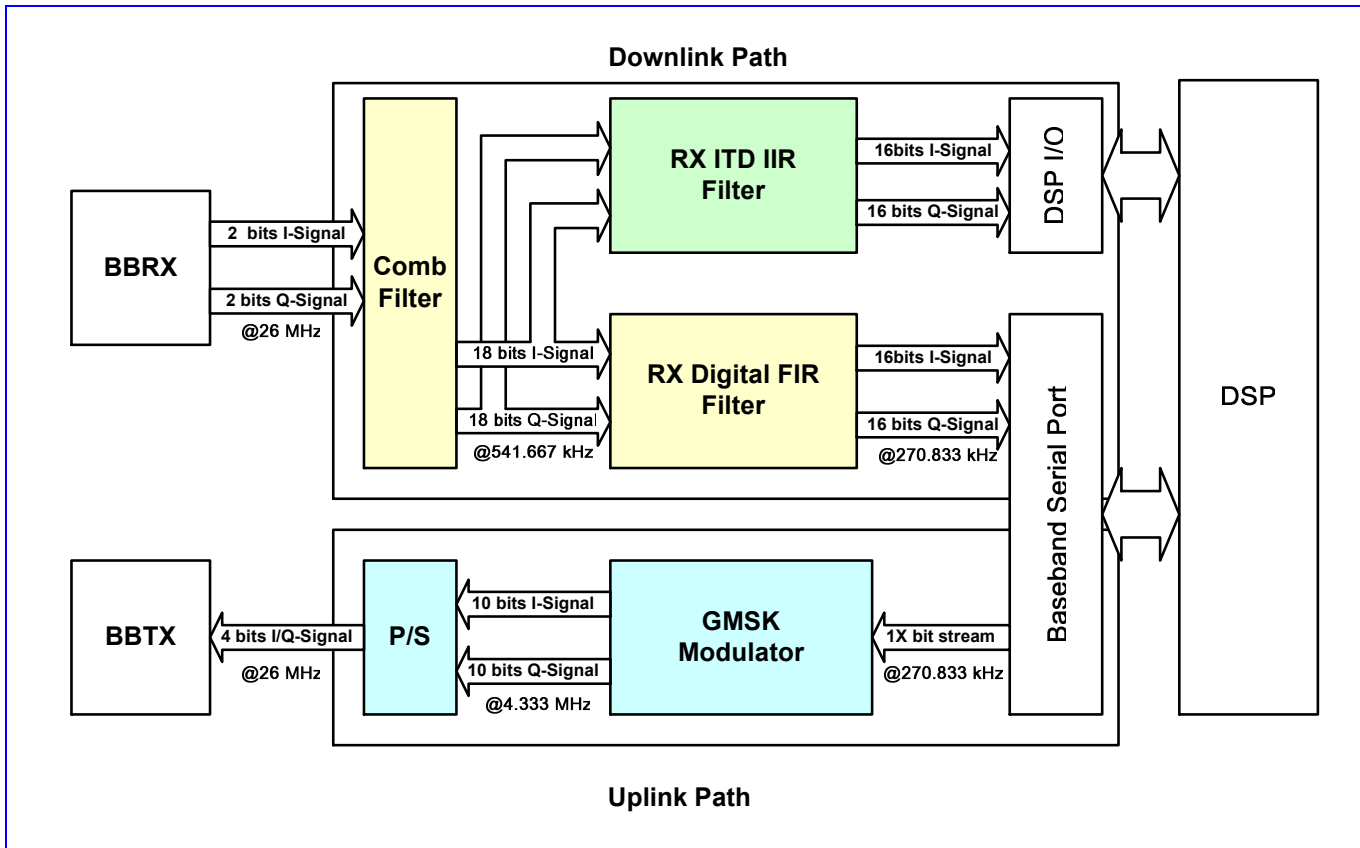 Downlink Path
BBRX
2  bits I-Signal
2 bits Q-Signal
@26 MHz
Comb
Filter
18 bits I-Signal
18 bits Q-Signal
@541.667 kHz
RX ITD IIR
Filter
16bits I-Signal
16 bits Q-Signal
DSP I/O
RX Digital FIR
Filter
16bits I-Signal
16 bits Q-Signal
@270.833 kHz
Baseband Serial Port
DSP
BBTX
4 bits I/Q-Signal
@26 MHz
P/S
10 bits I-Signal
10 bits Q-Signal
@4.333 MHz
GMSK
Modulator
1X bit stream
@270.833 kHz
Uplink Path